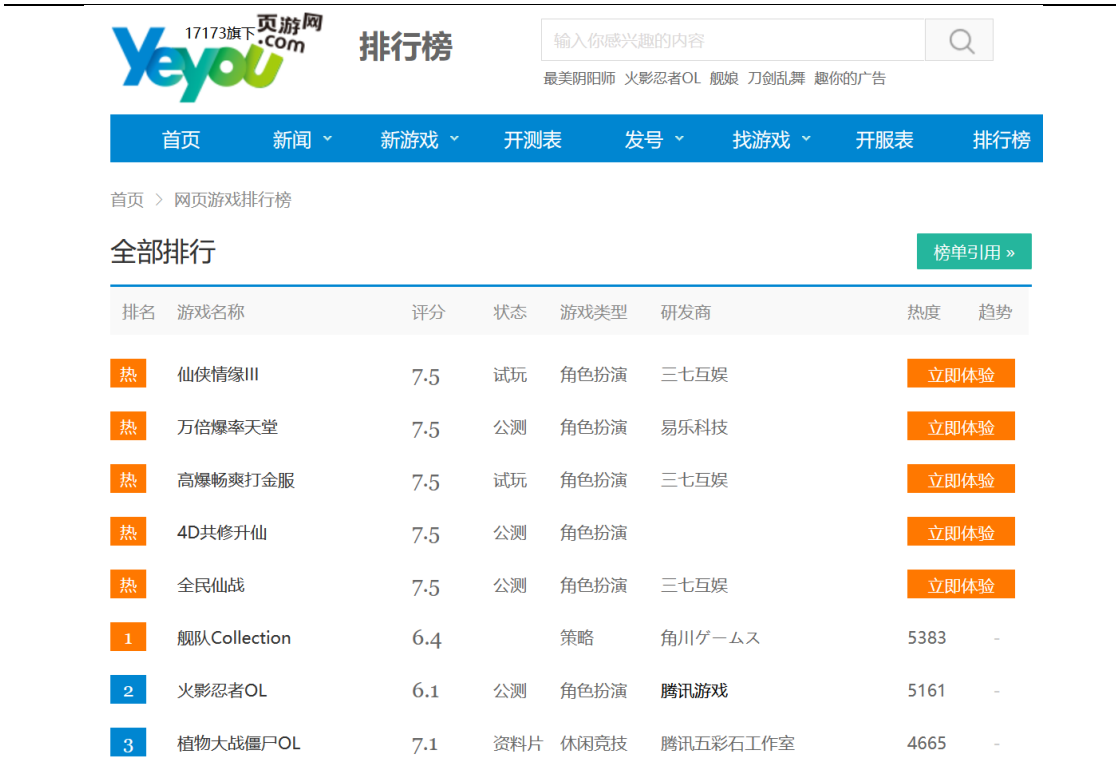 17173旗下 页游网
Yeyou.com
排行榜
输入你感兴趣的内容
最美阴阳师 火影忍者OL 舰娘 刀剑乱舞 趣你的广告
首页 新闻 新游戏 开测表 发号 找游戏 开服表 排行榜
首页 > 网页游戏排行榜
全部排行
榜单引用 »
排名 游戏名称 评分 状态 游戏类型 研发商 热度 趋势
热 仙侠情缘III 7.5 试玩 角色扮演 三七互娱 立即体验
热 万倍爆率天堂 7.5 公测 角色扮演 易乐科技 立即体验
热 高爆畅爽打金服 7.5 试玩 角色扮演 三七互娱 立即体验
热 4D共修升仙 7.5 公测 角色扮演 立即体验
热 全民仙战 7.5 公测 角色扮演 三七互娱 立即体验
1 舰队Collection 6.4 策略 角川ゲームス 5383 -
2 火影忍者OL 6.1 公测 角色扮演 腾讯游戏 5161 -
3 植物大战僵尸OL 7.1 资料片 休闲竞技 腾讯五彩石工作室 4665 -